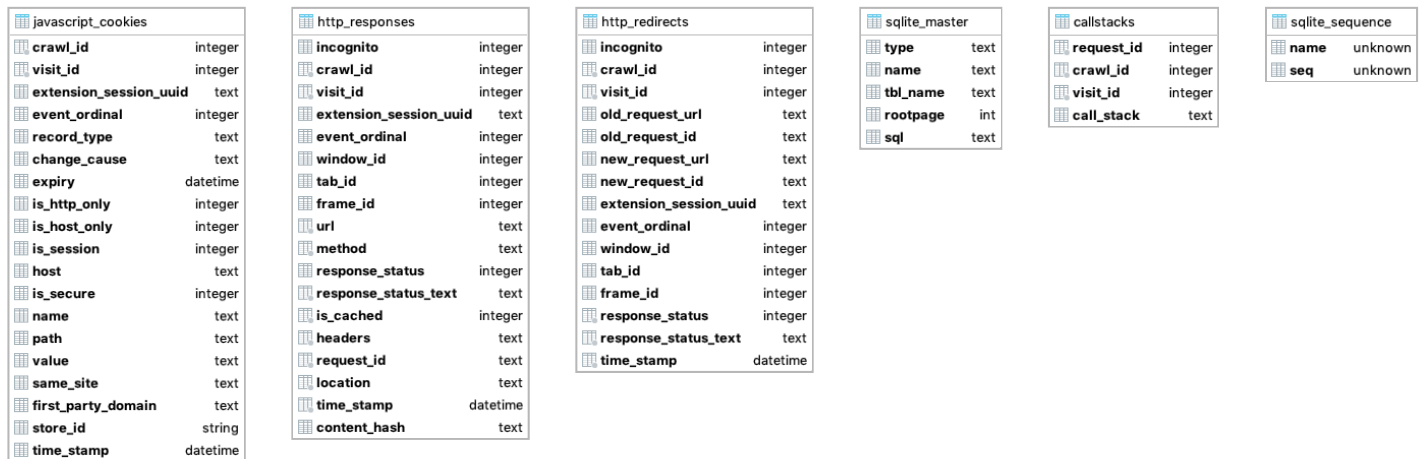 javascript_cookies
crawl_id integer
visit_id integer
extension_session_uuid text
event_ordinal integer
record_type text
change_cause text
expiry datetime
is_http_only integer
is_host_only integer
is_session integer
host text
is_secure integer
name text
path text
value text
same_site text
first_party_domain text
store_id string
time_stamp datetime
http_responses
incognito integer
crawl_id integer
visit_id integer
extension_session_uuid text
event_ordinal integer
window_id integer
tab_id integer
frame_id integer
url text
method text
response_status integer
response_status_text text
is_cached integer
headers text
request_id text
location text
time_stamp datetime
content_hash text
http_redirects
incognito integer
crawl_id integer
visit_id integer
old_request_url text
old_request_id text
new_request_url text
new_request_id text
extension_session_uuid text
event_ordinal integer
window_id integer
tab_id integer
frame_id integer
response_status integer
response_status_text text
time_stamp datetime
sqlite_master
type text
name text
tbl_name text
rootpage int
sql text
callstacks
request_id integer
crawl_id integer
visit_id integer
call_stack text
sqlite_sequence
name unknown
seq unknown